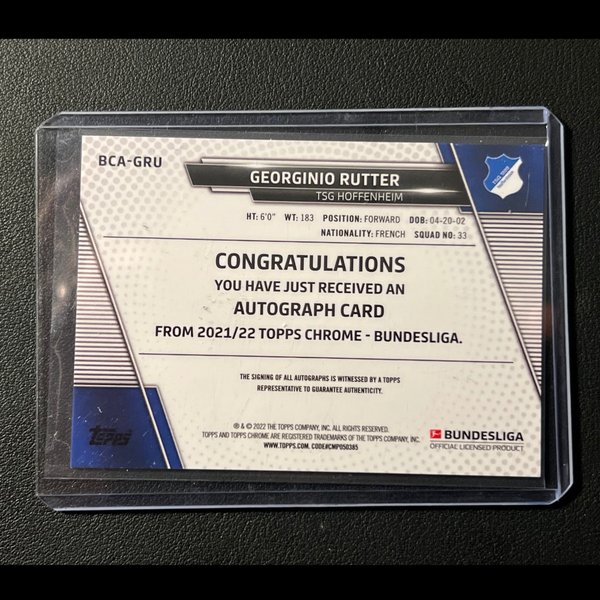 BCA-GRU
GEORGINIO RUTTER
TSG HOFFENHEIM
HT: 6'0" WT: 183 POSITION: FORWARD DOB: 04-20-02
NATIONALITY: FRENCH SQUAD NO: 33
CONGRATULATIONS
YOU HAVE JUST RECEIVED AN
AUTOGRAPH CARD
FROM 2021/22 TOPPS CHROME - BUNDESLIGA.
THE SIGNING OF ALL AUTOGRAPHS IS WITNESSED BY A TOPPS
REPRESENTATIVE TO GUARANTEE AUTHENTICITY.
® & © 2022 THE TOPPS COMPANY, INC. ALL RIGHTS RESERVED.
TOPPS AND TOPPS CHROME ARE REGISTERED TRADEMARKS OF THE TOPPS COMPANY, INC.
WWW.TOPPS.COM. CODE#CMP050385
topps
BUNDESLIGA
OFFICIAL LICENSED PRODUCT